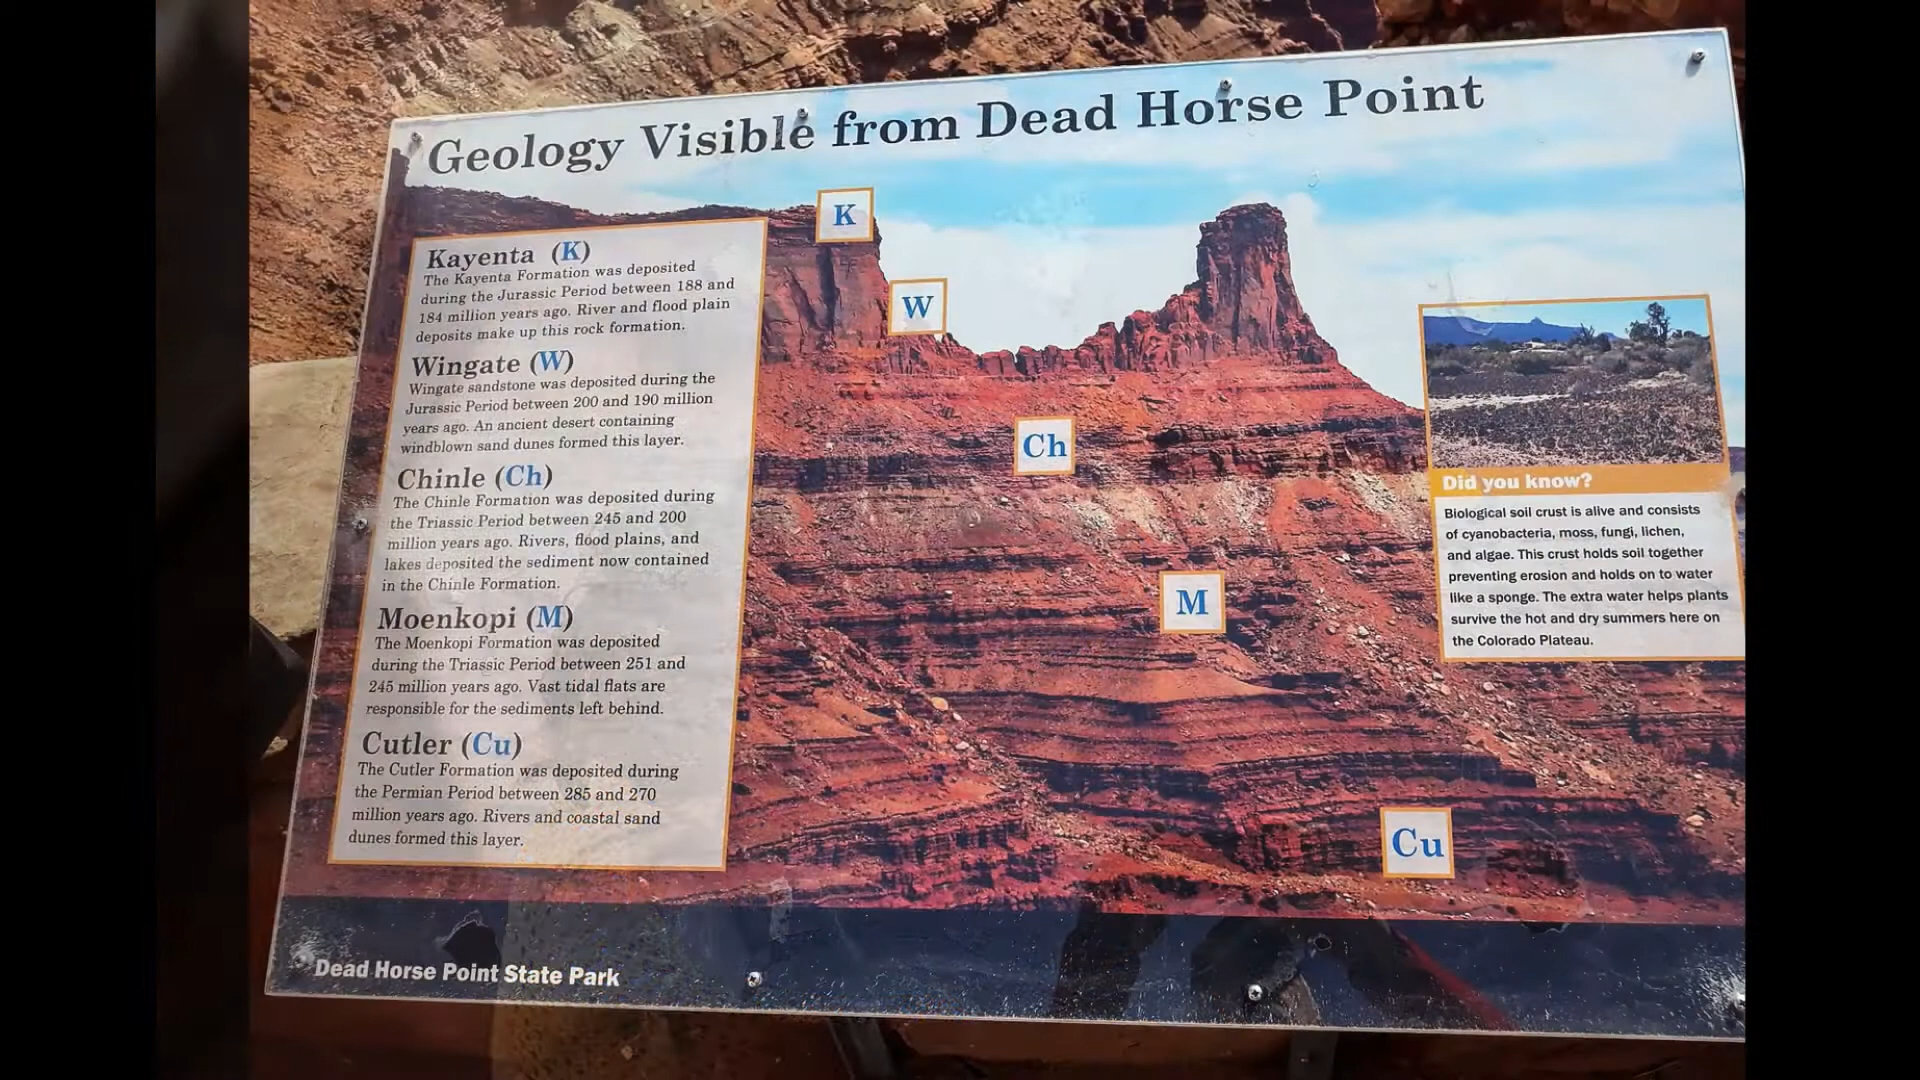 Geology Visible from Dead Horse Point
Kayenta (K)
The Kayenta Formation was deposited
during the Jurassic Period between 188 and
184 million years ago. River and flood plain
deposits make up this rock formation.
Wingate (W)
Wingate sandstone was deposited during the
Jurassic Period between 200 and 190 million
years ago. An ancient desert containing
windblown sand dunes formed this layer.
Chinle (Ch)
The Chinle Formation was deposited during
the Triassic Period between 245 and 200
million years ago. Rivers, flood plains, and
lakes deposited the sediment now contained
in the Chinle Formation.
Moenkopi (M)
The Moenkopi Formation was deposited
during the Triassic Period between 251 and
245 million years ago. Vast tidal flats are
responsible for the sediments left behind.
Cutler (Cu)
The Cutler Formation was deposited during
the Permian Period between 285 and 270
million years ago. Rivers and coastal sand
dunes formed this layer.
K
W
Ch
M
Cu
Did you know?
Biological soil crust is alive and consists
of cyanobacteria, moss, fungi, lichen,
and algae. This crust holds soil together
preventing erosion and holds on to water
like a sponge. The extra water helps plants
survive the hot and dry summers here on
the Colorado Plateau.
Dead Horse Point State Park